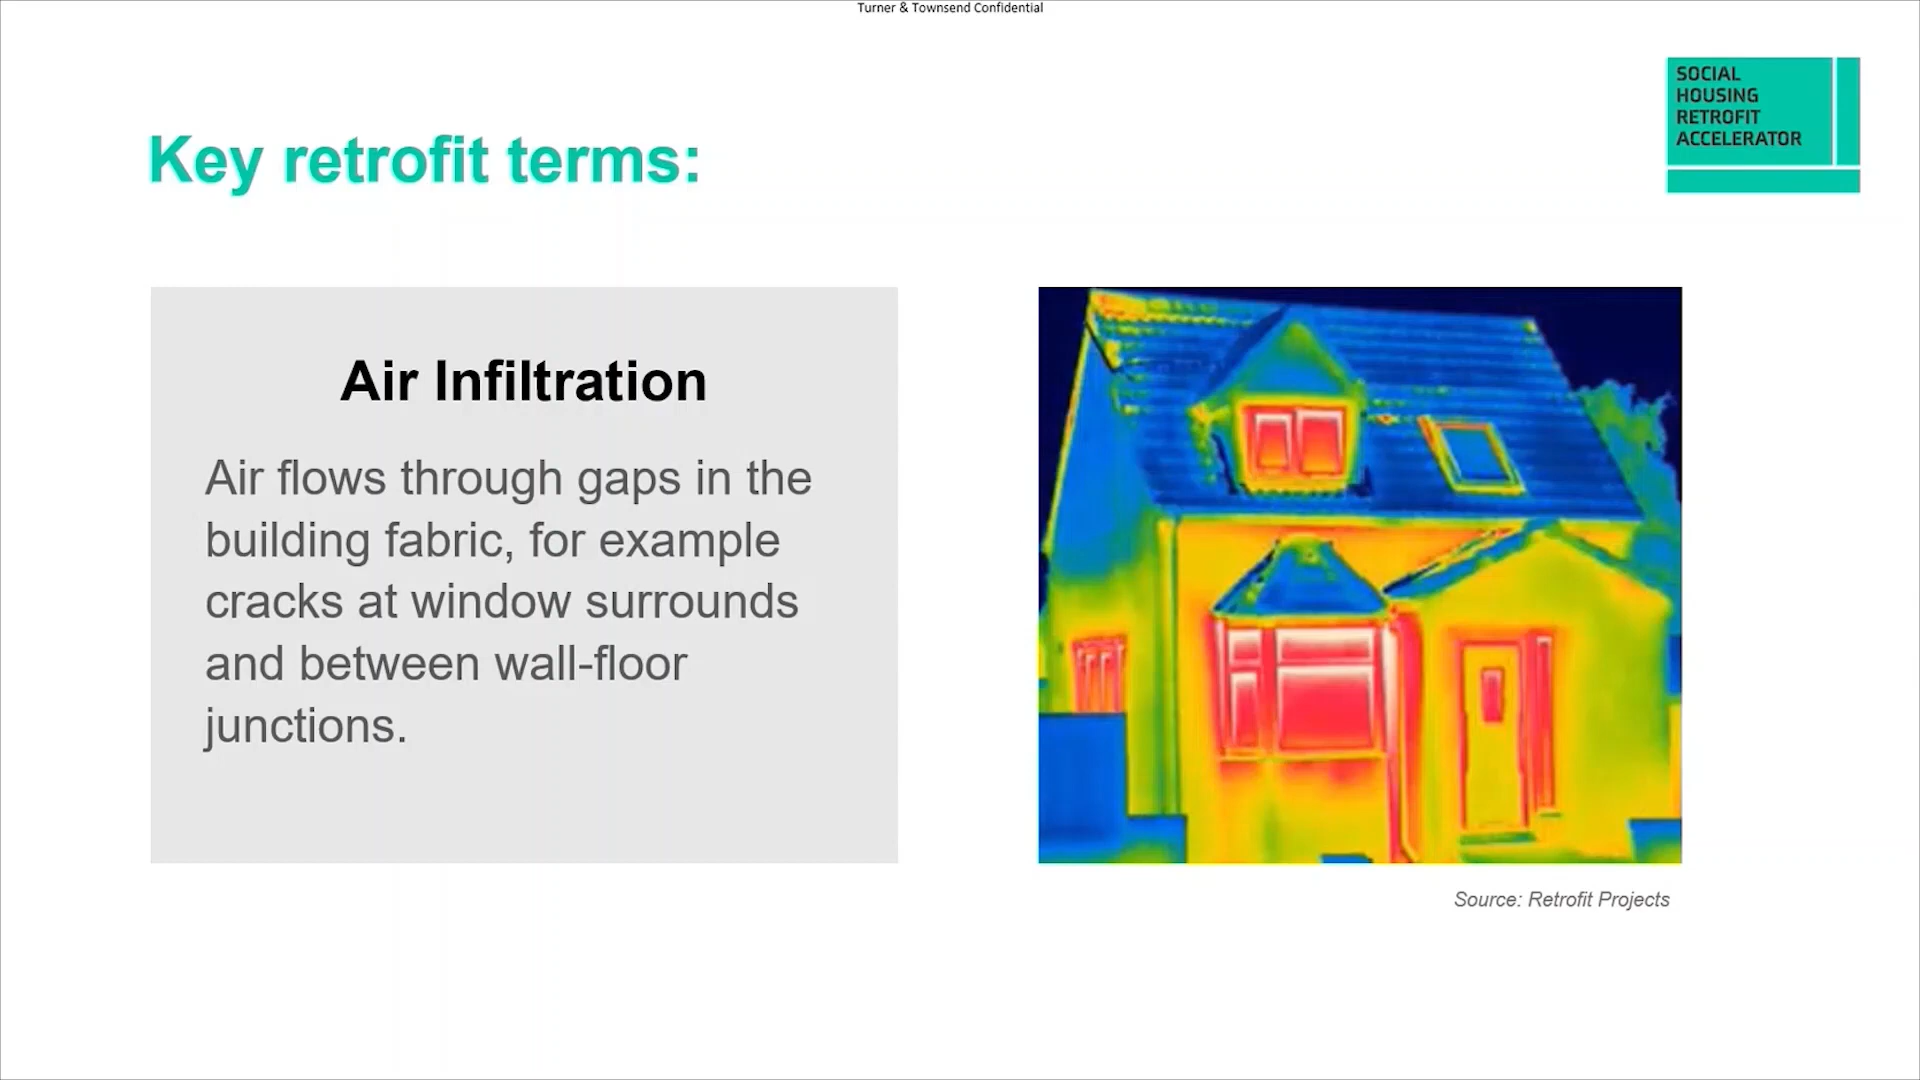 Turner & Townsend Confidential
SOCIAL
HOUSING
RETROFIT
ACCELERATOR
Key retrofit terms:
Air Infiltration
Air flows through gaps in the
building fabric, for example
cracks at window surrounds
and between wall-floor
junctions.
Source: Retrofit Projects